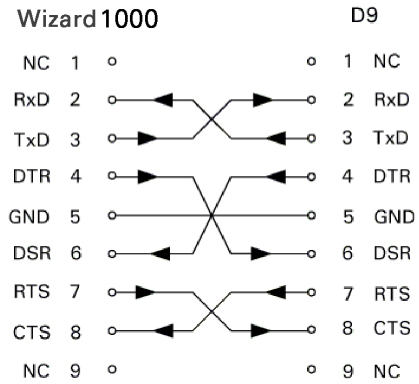 Wizard 1000 D9
NC 1 1 NC
RxD 2 2 RxD
TxD 3 3 TxD
DTR 4 4 DTR
GND 5 5 GND
DSR 6 6 DSR
RTS 7 7 RTS
CTS 8 8 CTS
NC 9 9 NC